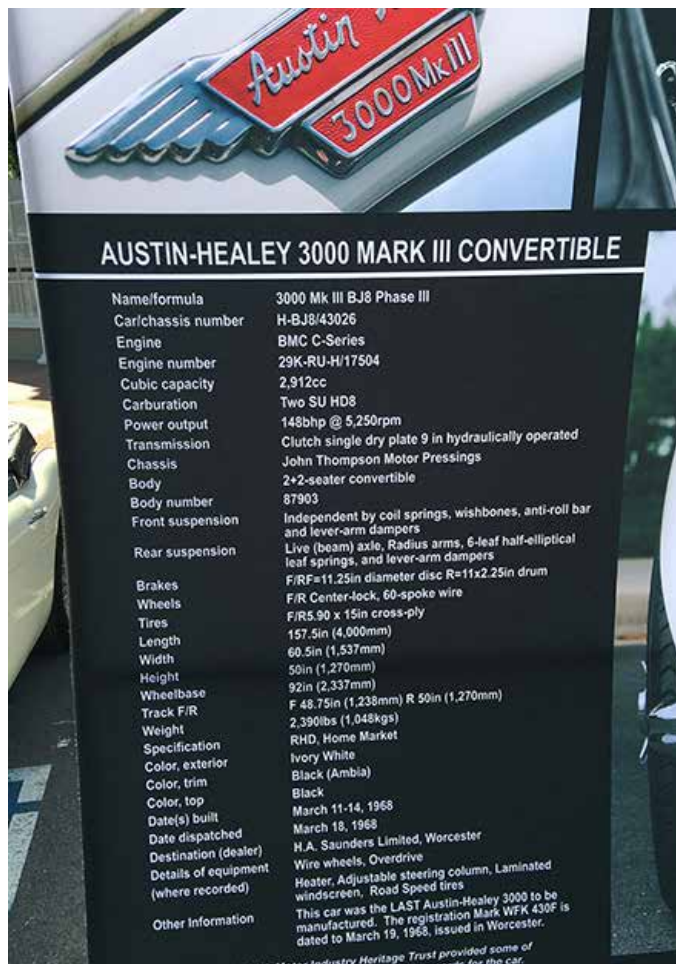 Austin
3000 Mk III
AUSTIN-HEALEY 3000 MARK III CONVERTIBLE
Name/formula 3000 Mk III BJ8 Phase III
Car/chassis number H-BJ8/43026
Engine BMC C-Series
Engine number 29K-RU-H/17504
Cubic capacity 2,912cc
Carburation Two SU HD8
Power output 148bhp @ 5,250rpm
Transmission Clutch single dry plate 9 in hydraulically operated
Chassis John Thompson Motor Pressings
Body 2+2-seater convertible
Body number 87903
Front suspension Independent by coil springs, wishbones, anti-roll bar
and lever-arm dampers
Rear suspension Live (beam) axle, Radius arms, 6-leaf half-elliptical
leaf springs, and lever-arm dampers
Brakes F/RF=11.25in diameter disc R=11x2.25in drum
Wheels F/R Center-lock, 60-spoke wire
Tires F/R5.90 x 15in cross-ply
Length 157.5in (4,000mm)
Width 60.5in (1,537mm)
Height 50in (1,270mm)
Wheelbase 92in (2,337mm)
Track F/R F 48.75in (1,238mm) R 50in (1,270mm)
Weight 2,390lbs (1,048kgs)
Specification RHD, Home Market
Color, exterior Ivory White
Color, trim Black (Ambia)
Color, top Black
Date(s) built March 11-14, 1968
Date dispatched March 18, 1968
Destination (dealer) H.A. Saunders Limited, Worcester
Details of equipment Wire wheels, Overdrive
(where recorded) Heater, Adjustable steering column, Laminated
windscreen, Road Speed tires
Other Information This car was the LAST Austin-Healey 3000 to be
manufactured. The registration Mark WFK 430F is
dated to March 19, 1968, issued in Worcester.
Industry Heritage Trust provided some of
for the car.